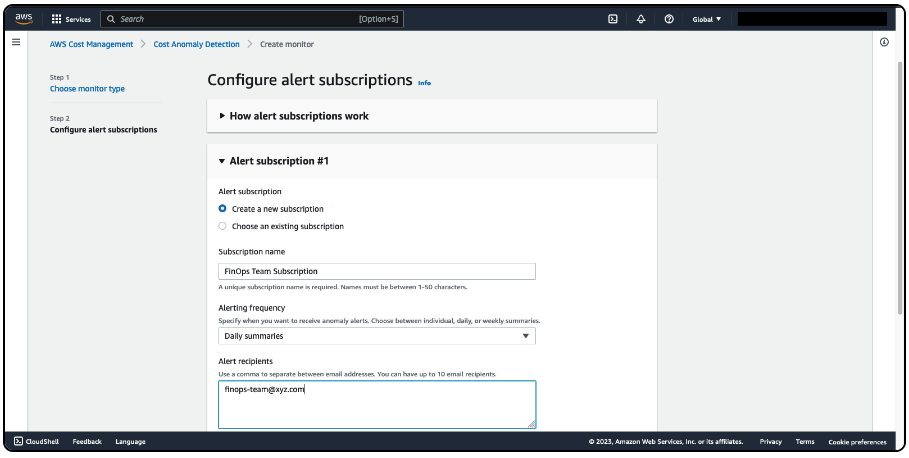 aws
Services
Search
[Option+S]
Global
AWS Cost Management > Cost Anomaly Detection > Create monitor
Step 1
Choose monitor type
Step 2
Configure alert subscriptions
Configure alert subscriptions Info
How alert subscriptions work
Alert subscription #1
Alert subscription
Create a new subscription
Choose an existing subscription
Subscription name
FinOps Team Subscription
A unique subscription name is required. Names must be between 1-50 characters.
Alerting frequency
Specify when you want to receive anomaly alerts. Choose between individual, daily, or weekly summaries.
Daily summaries
Alert recipients
Use a comma to separate between email addresses. You can have up to 10 email recipients.
finops-team@xyz.com
CloudShell Feedback Language © 2023, Amazon Web Services, Inc. or its affiliates. Privacy Terms Cookie preferences